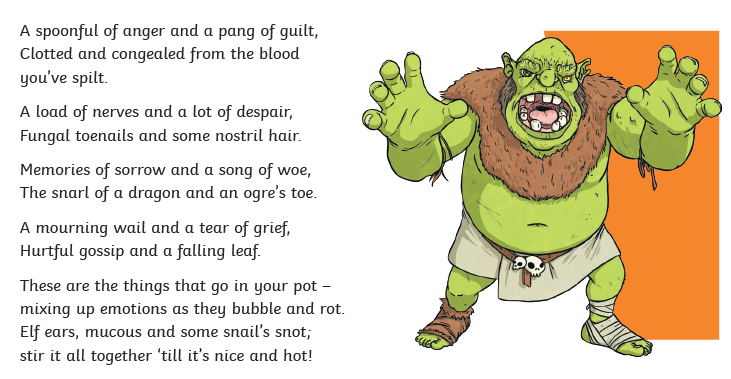 A spoonful of anger and a pang of guilt,
Clotted and congealed from the blood
you’ve spilt.
A load of nerves and a lot of despair,
Fungal toenails and some nostril hair.
Memories of sorrow and a song of woe,
The snarl of a dragon and an ogre’s toe.
A mourning wail and a tear of grief,
Hurtful gossip and a falling leaf.
These are the things that go in your pot –
mixing up emotions as they bubble and rot.
Elf ears, mucous and some snail’s snot;
stir it all together ‘till it’s nice and hot!